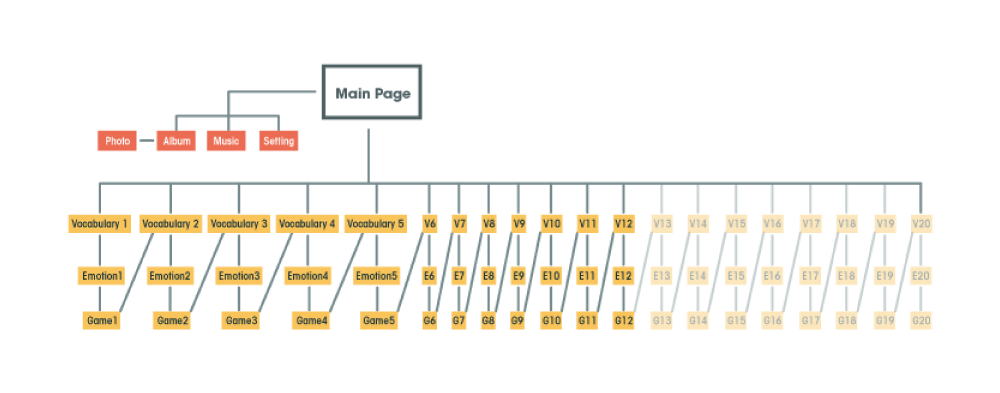 Main Page
Photo Album Music Setting
Vocabulary 1 Vocabulary 2 Vocabulary 3 Vocabulary 4 Vocabulary 5 V6 V7 V8 V9 V10 V11 V12 V13 V14 V15 V16 V17 V18 V19 V20
Emotion1 Emotion2 Emotion3 Emotion4 Emotion5 E6 E7 E8 E9 E10 E11 E12 E13 E14 E15 E16 E17 E18 E19 E20
Game1 Game2 Game3 Game4 Game5 G6 G7 G8 G9 G10 G11 G12 G13 G14 G15 G16 G17 G18 G19 G20